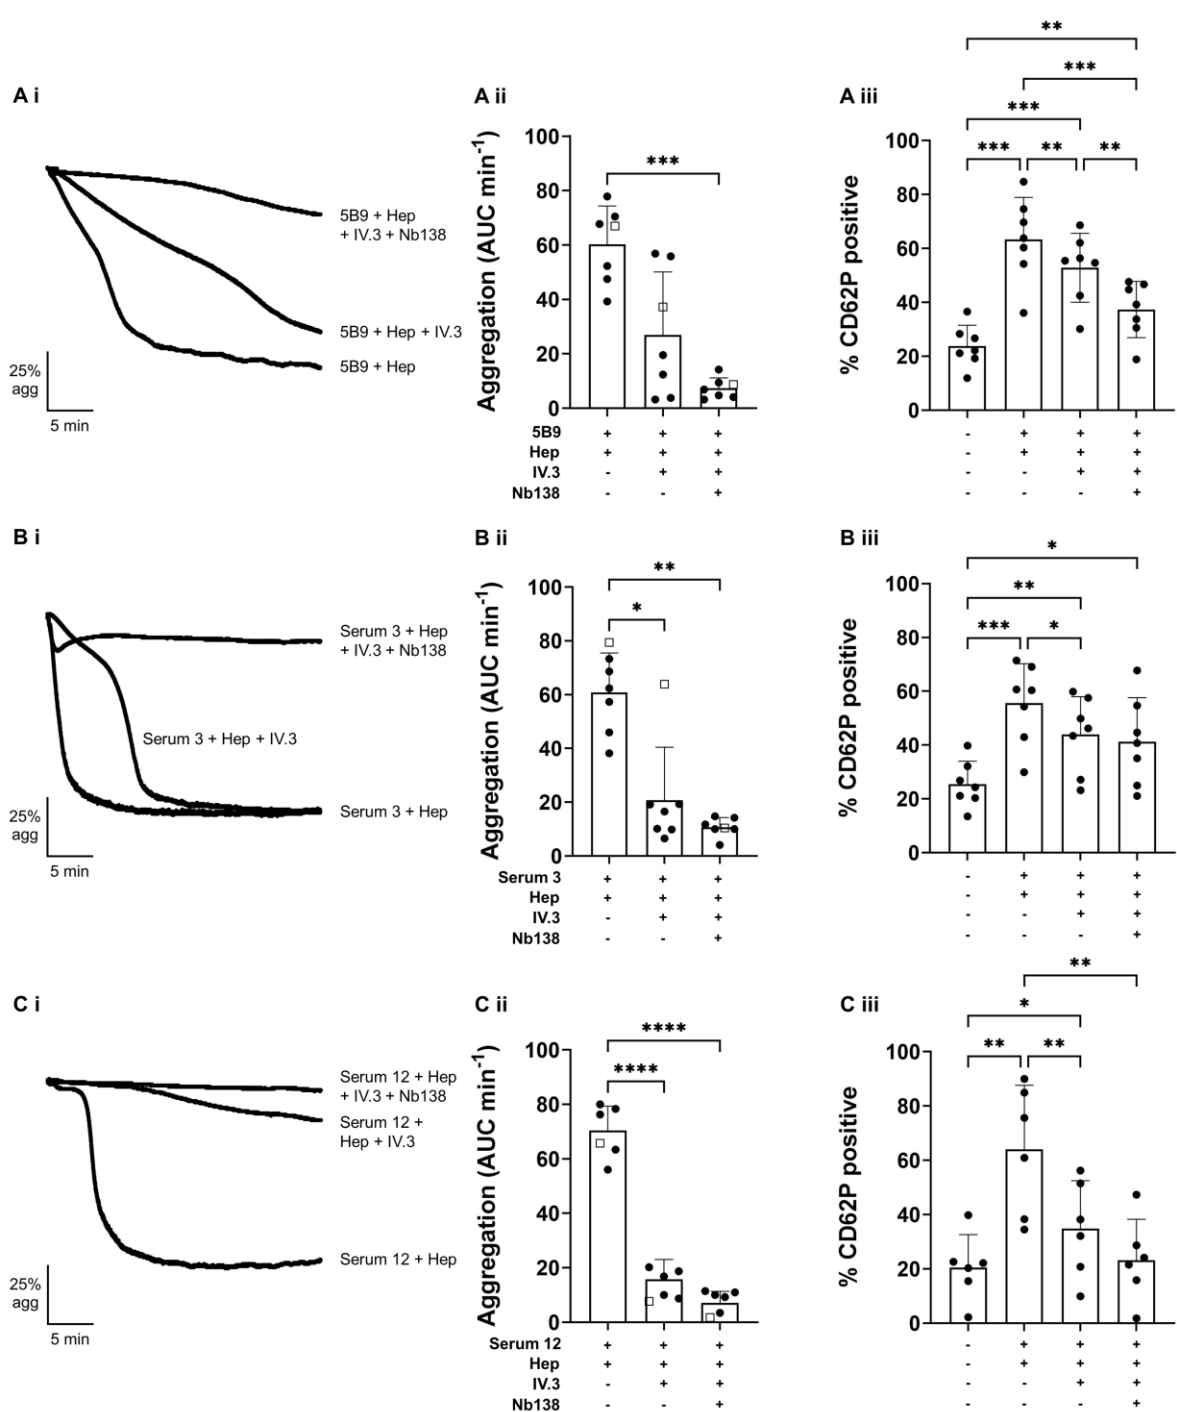 **
***
A i
A ii
A iii
***
5B9 + Hep
+ IV.3 + Nb138
5B9 + Hep + IV.3
5B9 + Hep
25%
agg
5 min
Aggregation (AUC min-1)
100
80
60
40
20
0
***
5B9 + + +
Hep + + +
IV.3 - + +
Nb138 - - +
% CD62P positive
100
80
60
40
20
0
*** ** **
- + + +
- + + +
- - + +
- - - +
B i
B ii
B iii
Serum 3 + Hep
+ IV.3 + Nb138
Serum 3 + Hep + IV.3
Serum 3 + Hep
25%
agg
5 min
Aggregation (AUC min-1)
100
80
60
40
20
0
**
*
Serum 3 + + +
Hep + + +
IV.3 - + +
Nb138 - - +
% CD62P positive
100
80
60
40
20
0
*
**
*** *
- + + +
- + + +
- - + +
- - - +
C i
C ii
C iii
Serum 12 + Hep
+ IV.3 + Nb138
Serum 12 +
Hep + IV.3
Serum 12 + Hep
25%
agg
5 min
Aggregation (AUC min-1)
100
80
60
40
20
0
****
****
Serum 12 + + +
Hep + + +
IV.3 - + +
Nb138 - - +
% CD62P positive
100
80
60
40
20
0
**
*
** **
- + + +
- + + +
- - + +
- - - +